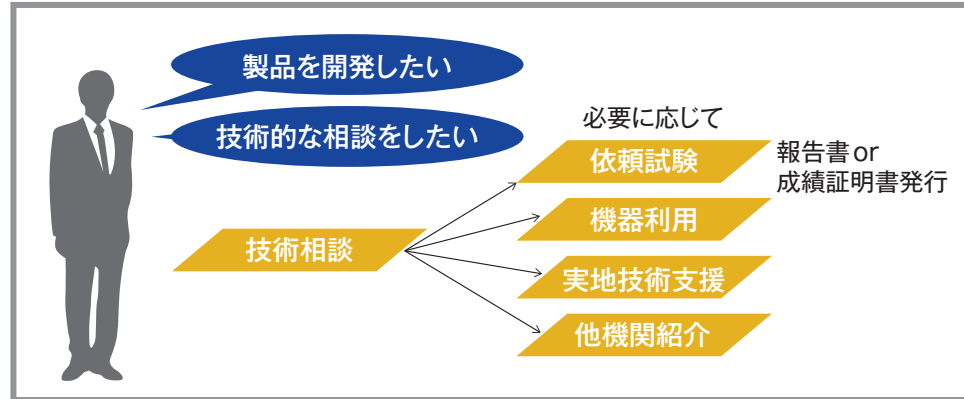 製品を開発したい
技術的な相談をしたい
必要に応じて
依頼試験
報告書or
成績証明書発行
機器利用
技術相談
実地技術支援
他機関紹介